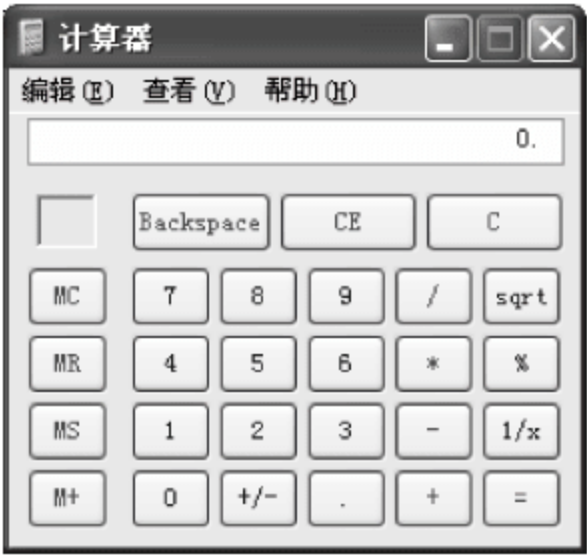 计算器
编辑(E) 查看(V) 帮助(H)
0.
Backspace CE C
MC 7 8 9 / sqrt
MR 4 5 6 * %
MS 1 2 3 - 1/x
M+ 0 +/- . + =